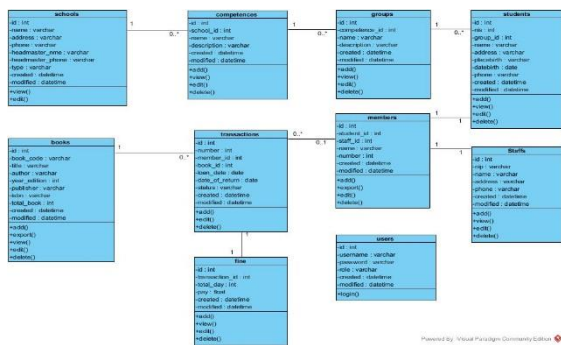 schools
-id : int
-name : varchar
-address : varchar
-phone : varchar
-headmaster_nme : varchar
-headmaster_phone : varchar
-type : varchar
-created : datetime
-modified : datetime
+view()
+edit()
1
0..*
competences
-id : int
-school_id : int
-name : varchar
-description : varchar
-created : datetime
-modified : datetime
+add()
+view()
+edit()
+delete()
1
0..*
groups
-id : int
-competence_id : int
-name : varchar
-description : varchar
-created : datetime
-modified : datetime
+add()
+view()
+edit()
+delete()
1
0..*
students
-id : int
-nis : int
-group_id : int
-name : varchar
-address : varchar
-placebirth : varchar
-datebirth : date
-phone : varchar
-created : datetime
-modified : datetime
+add()
+view()
+edit()
+delete()
books
-id : int
-book_code : varchar
-title : varchar
-author : varchar
-year_edition : int
-publisher : varchar
-isbn : varchar
-total_book : int
-created : datetime
-modified : datetime
+add()
+export()
+view()
+edit()
+delete()
1
0..*
transactions
-id : int
-number : int
-member_id : int
-book_id : int
-loan_date : date
-date_of_return : date
-status : varchar
-created : datetime
-modified : datetime
+add()
+edit()
+delete()
0..*
0..*
members
-id : int
-student_id : int
-staff_id : int
-name : varchar
-number : int
-created : datetime
-modified : datetime
+add()
+export()
+edit()
+delete()
1
1
1
1
Staffs
-id : int
-nip : varchar
-name : varchar
-address : varchar
-phone : varchar
-created : datetime
-modified : datetime
+add()
+view()
+edit()
+delete()
1
1
fine
-id : int
-transaction_id : int
-total_day : int
-pay : float
-created : datetime
-modified : datetime
+add()
+view()
+edit()
+delete()
users
-id : int
-username : varchar
-password : varchar
-role : varchar
-created : datetime
-modified : datetime
+login()
Powered By Visual Paradigm Community Edition